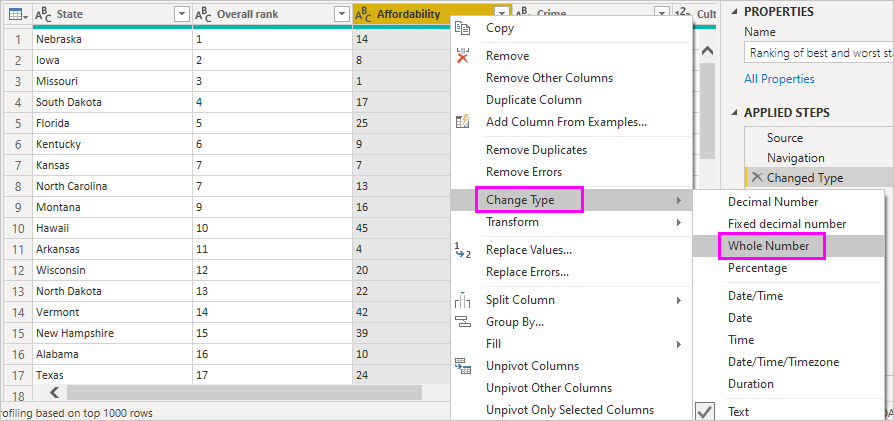 ABC State ABC Overall rank ABC Affordability ABC Crime 123 Cult
1 Nebraska 1 14
2 Iowa 2 8
3 Missouri 3 1
4 South Dakota 4 17
5 Florida 5 25
6 Kentucky 6 9
7 Kansas 7 7
8 North Carolina 7 13
9 Montana 9 16
10 Hawaii 10 45
11 Arkansas 11 4
12 Wisconsin 12 20
13 North Dakota 13 22
14 Vermont 14 42
15 New Hampshire 15 39
16 Alabama 16 10
17 Texas 17 24
18
rofiling based on top 1000 rows
Copy
Remove
Remove Other Columns
Duplicate Column
Add Column From Examples...
Remove Duplicates
Remove Errors
Change Type
Transform
1 2 Replace Values...
Replace Errors...
Split Column
Group By...
Fill
Unpivot Columns
Unpivot Other Columns
Unpivot Only Selected Columns
Decimal Number
Fixed decimal number
Whole Number
Percentage
Date/Time
Date
Time
Date/Time/Timezone
Duration
Text
PROPERTIES
Name
Ranking of best and worst st
All Properties
APPLIED STEPS
Source
Navigation
Changed Type